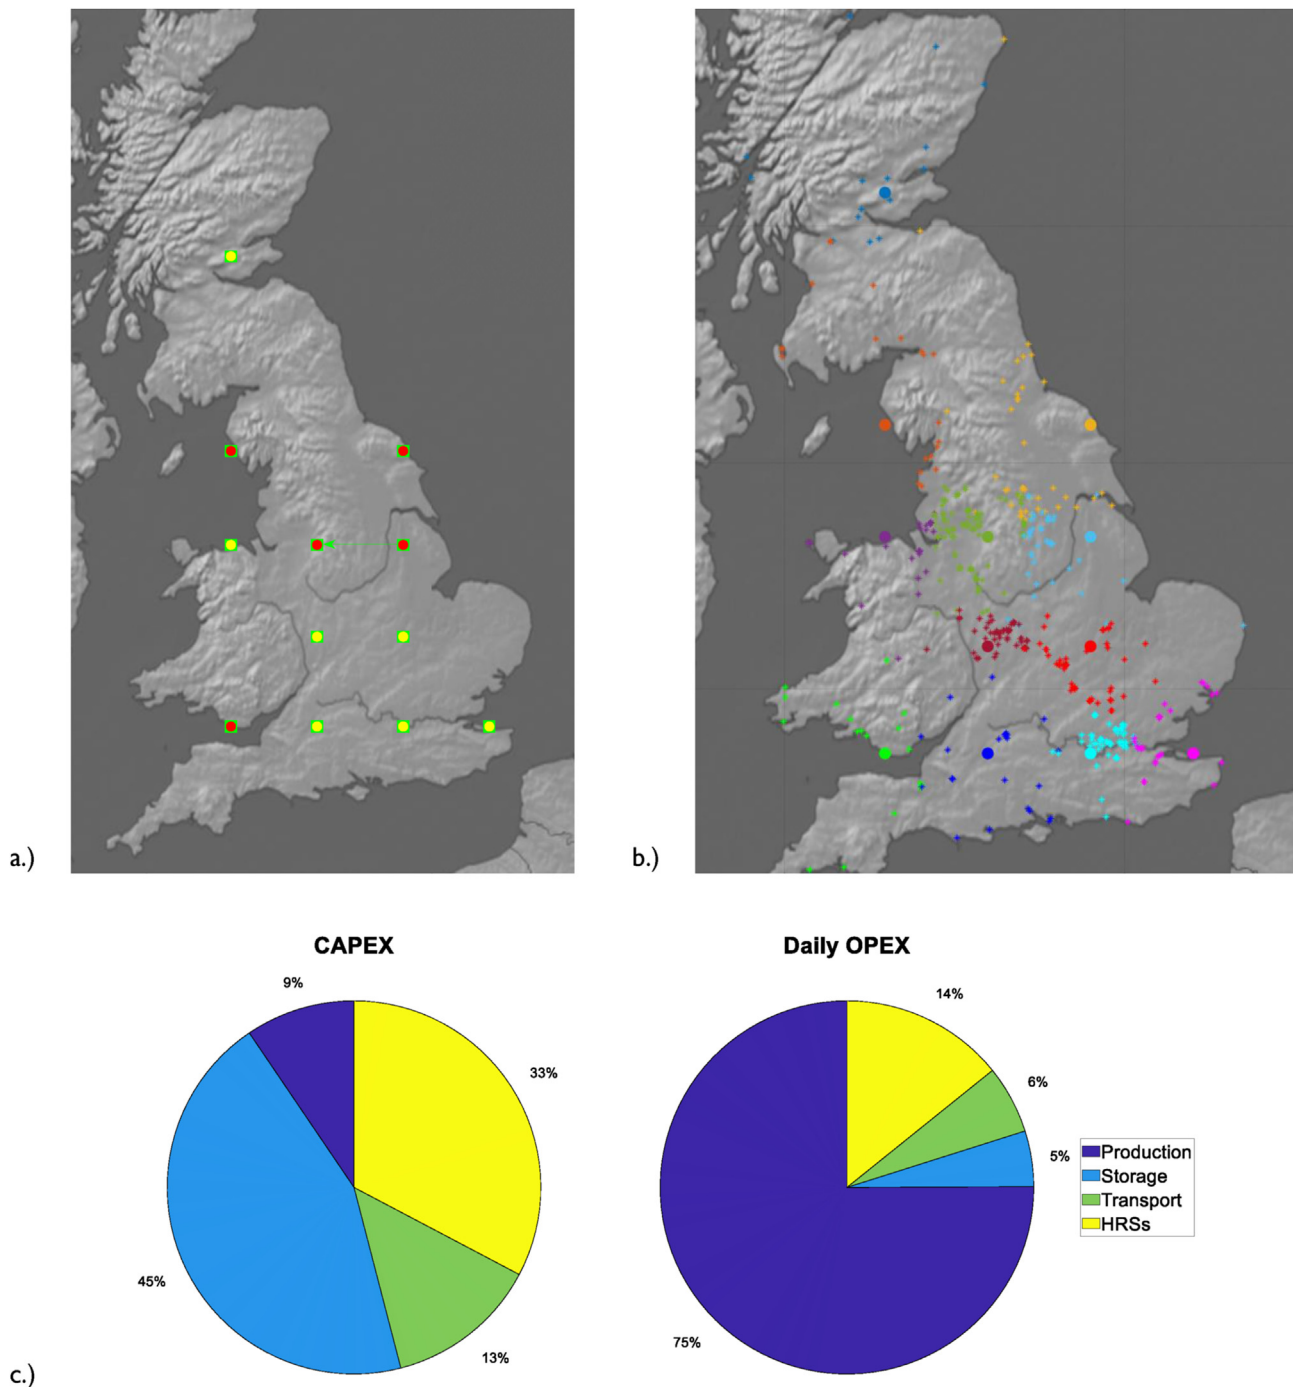 a.)
b.)
CAPEX
Daily OPEX
9%
33%
45%
13%
14%
6%
5%
75%
Production
Storage
Transport
HRSs
c.)